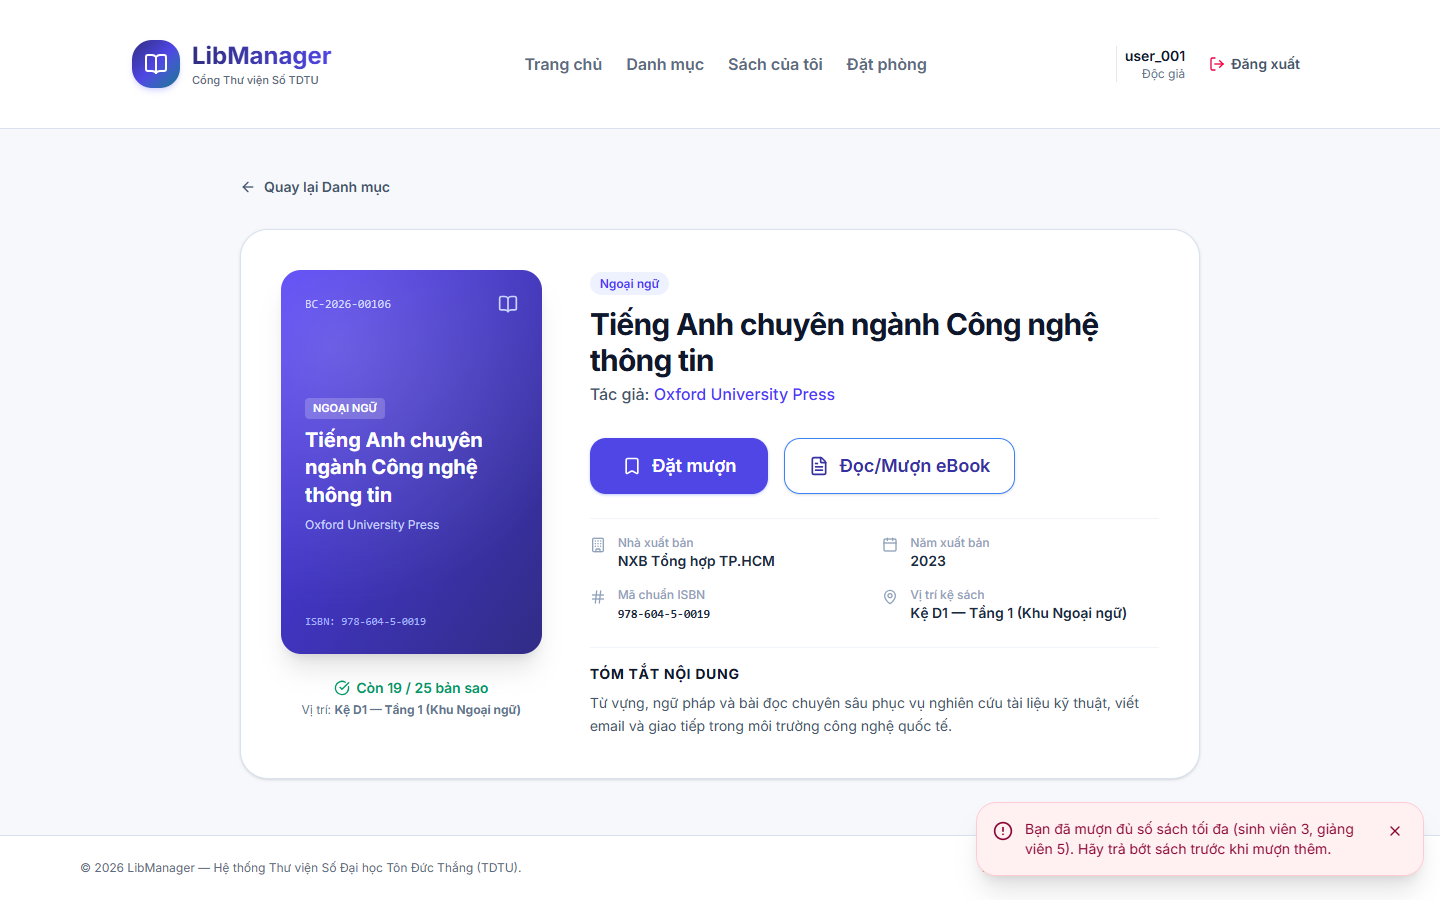 LibManager
Cổng Thư viện Số TDTU
Trang chủ
Danh mục
Sách của tôi
Đặt phòng
user_001
Độc giả
Đăng xuất
Quay lại Danh mục
BC-2026-00106
NGOẠI NGỮ
Tiếng Anh chuyên
ngành Công nghệ
thông tin
Oxford University Press
ISBN: 978-604-5-0019
Còn 19 / 25 bản sao
Vị trí: Kệ D1 — Tầng 1 (Khu Ngoại ngữ)
Ngoại ngữ
Tiếng Anh chuyên ngành Công nghệ
thông tin
Tác giả: Oxford University Press
Đặt mượn
Đọc/Mượn eBook
Nhà xuất bản
NXB Tổng hợp TP.HCM
Năm xuất bản
2023
Mã chuẩn ISBN
978-604-5-0019
Vị trí kệ sách
Kệ D1 — Tầng 1 (Khu Ngoại ngữ)
TÓM TẮT NỘI DUNG
Từ vựng, ngữ pháp và bài đọc chuyên sâu phục vụ nghiên cứu tài liệu kỹ thuật, viết
email và giao tiếp trong môi trường công nghệ quốc tế.
Bạn đã mượn đủ số sách tối đa (sinh viên 3, giảng
viên 5). Hãy trả bớt sách trước khi mượn thêm.
© 2026 LibManager — Hệ thống Thư viện Số Đại học Tôn Đức Thắng (TDTU).